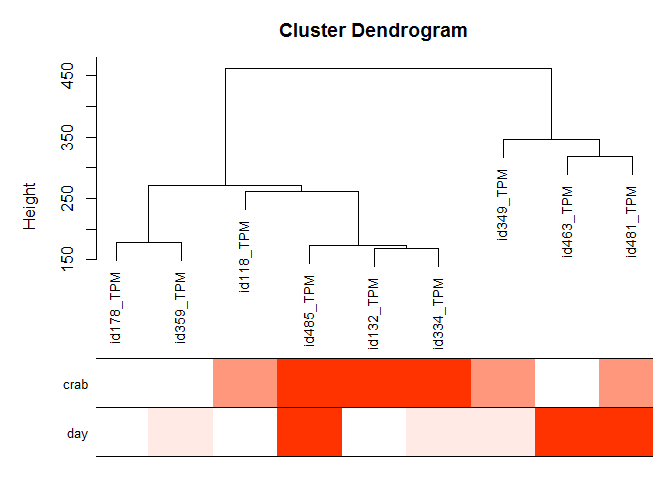 Cluster Dendrogram
Height
450
350
250
150
id178_TPM
id359_TPM
id118_TPM
id485_TPM
id132_TPM
id334_TPM
id349_TPM
id463_TPM
id481_TPM
crab
day